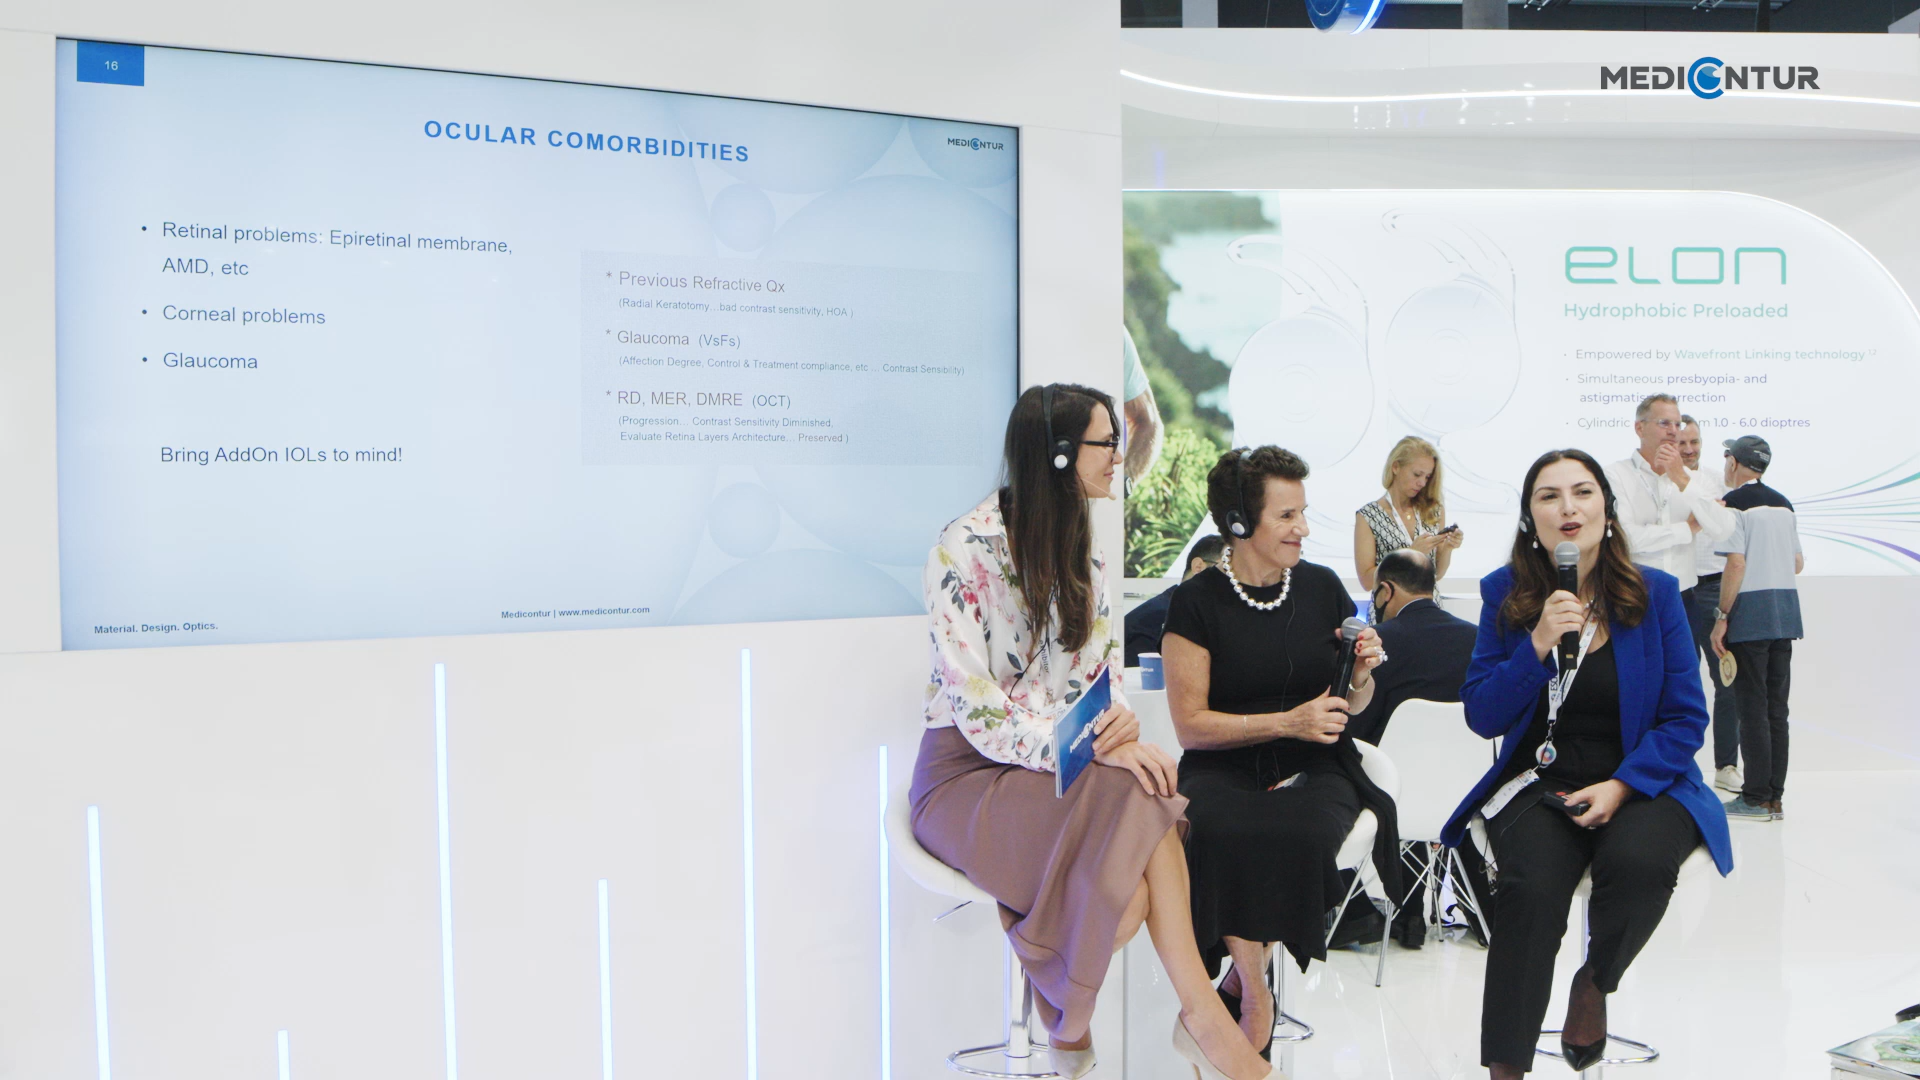 16
OCULAR COMORBIDITIES
MEDICONTUR
• Retinal problems: Epiretinal membrane,
AMD, etc
• Corneal problems
• Glaucoma
Bring AddOn IOLs to mind!
* Previous Refractive Qx
(Radial Keratotomy... bad contrast sensitivity, HOA )
* Glaucoma (VsFs)
(Affection Degree, Control & Treatment compliance, etc ... Contrast Sensibility)
* RD, MER, DMRE (OCT)
(Progression... Contrast Sensitivity Diminished,
Evaluate Retina Layers Architecture... Preserved )
Material. Design. Optics.
Medicontur | www.medicontur.com
MEDICONTUR
elon
Hydrophobic Preloaded
• Empowered by Wavefront Linking technology 1,2
• Simultaneous presbyopia- and
• Cylindric 1.0 - 6.0 dioptres
MEDICONTUR